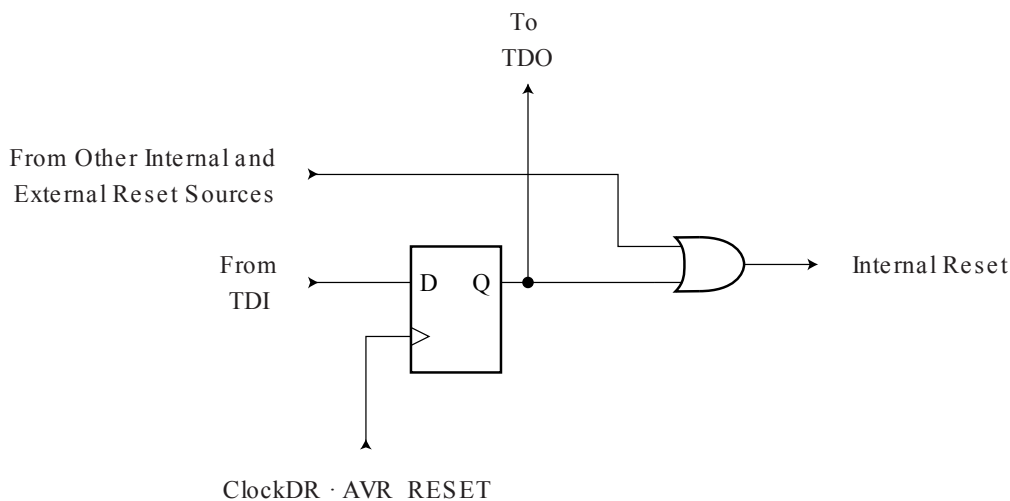 To
TDO
From Other Internal and
External Reset Sources
From
TDI
D Q
Internal Reset
ClockDR · AVR_RESET